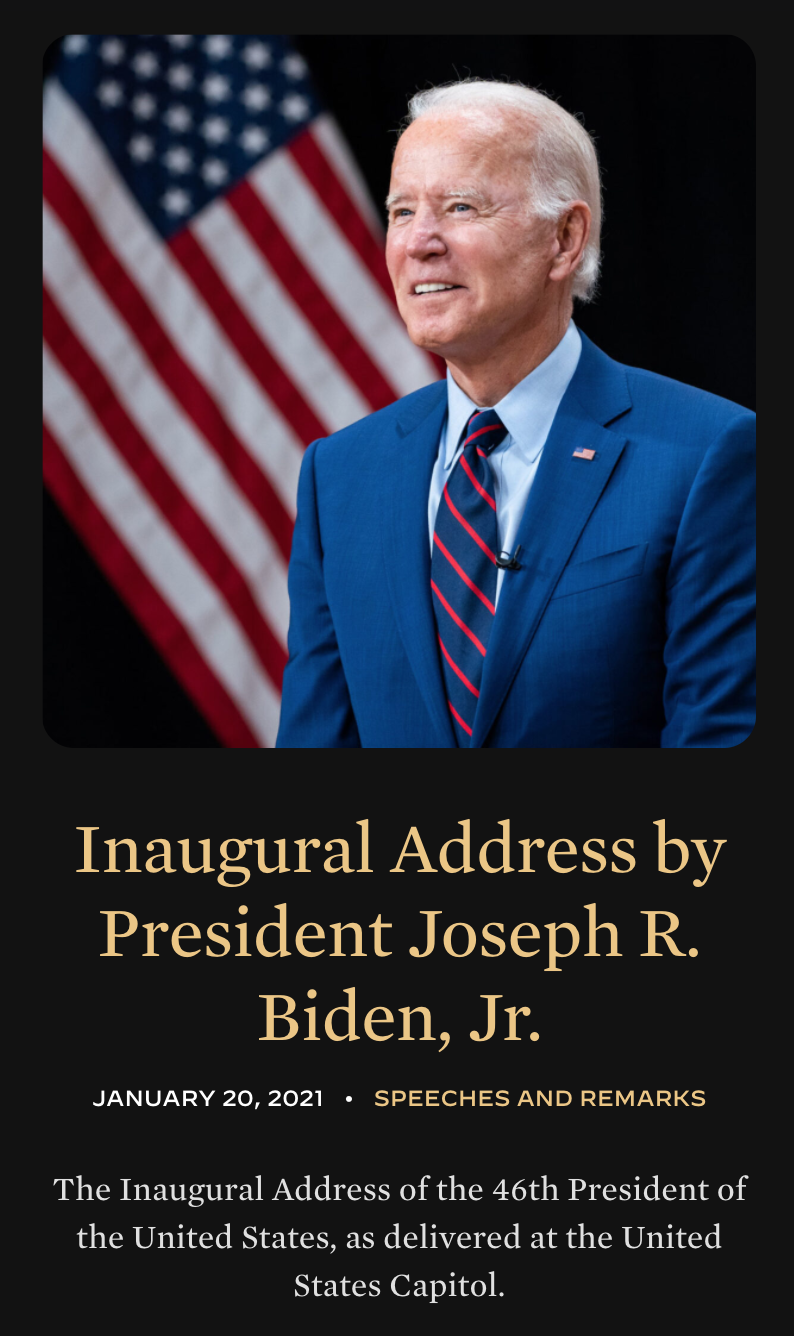 Inaugural Address by
President Joseph R.
Biden, Jr.
JANUARY 20, 2021 • SPEECHES AND REMARKS
The Inaugural Address of the 46th President of
the United States, as delivered at the United
States Capitol.